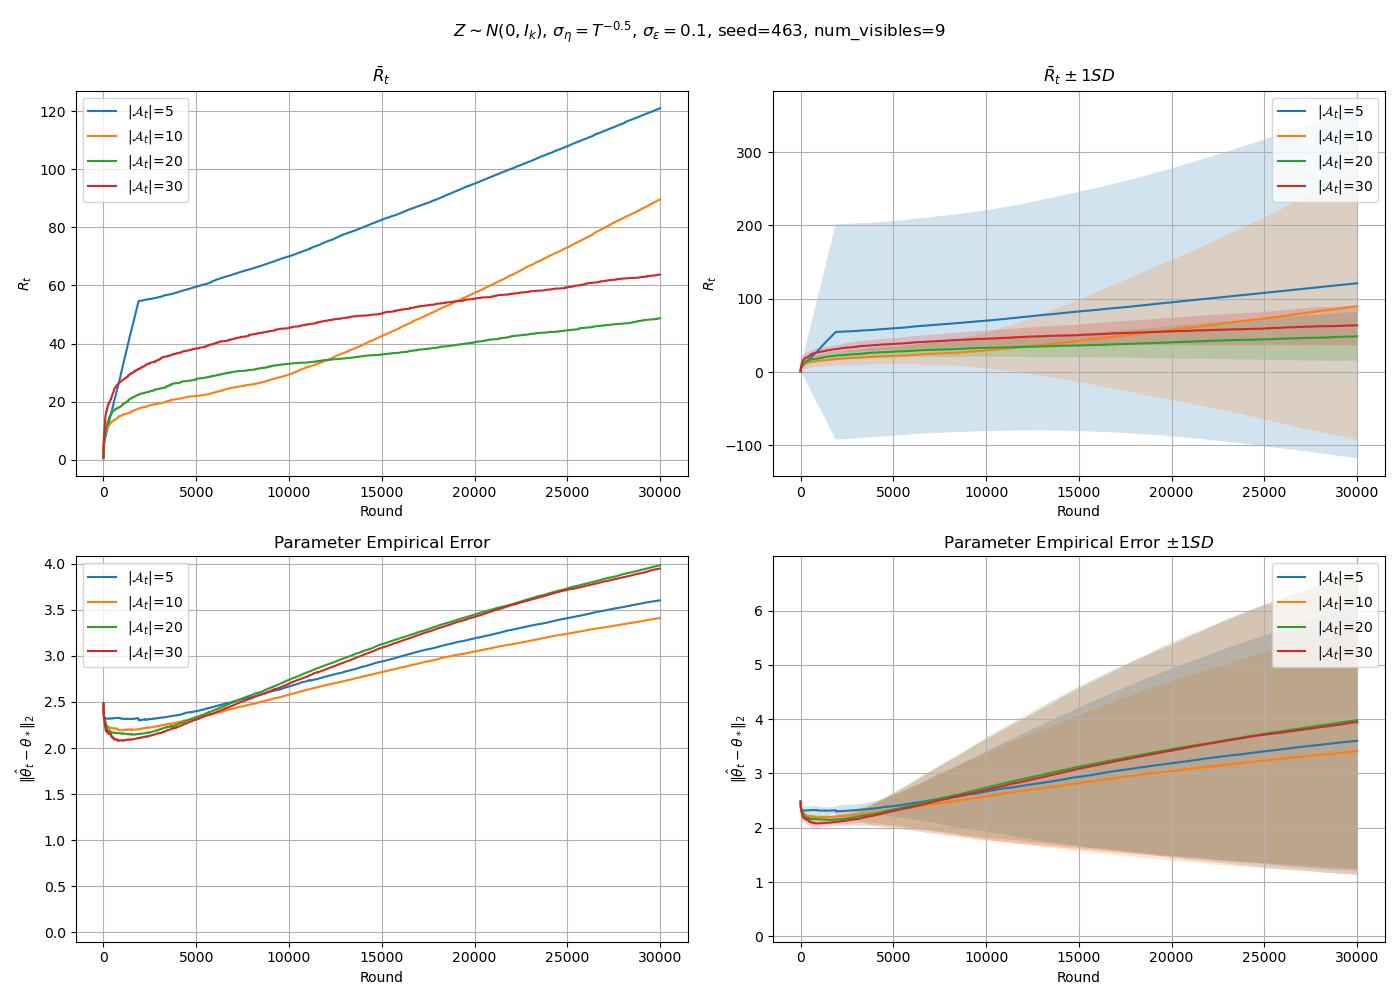 Z ∼ N(0, I_k), σ_η = T^{−0.5}, σ_ε = 0.1, seed=463, num_visibles=9
R̄_t
R_t
120
100
80
60
40
20
0
|𝒜_t|=5
|𝒜_t|=10
|𝒜_t|=20
|𝒜_t|=30
0 5000 10000 15000 20000 25000 30000
Round
R̄_t ± 1SD
R_t
300
200
100
0
−100
|𝒜_t|=5
|𝒜_t|=10
|𝒜_t|=20
|𝒜_t|=30
0 5000 10000 15000 20000 25000 30000
Round
Parameter Empirical Error
‖θ̂_t − θ_*‖_2
4.0
3.5
3.0
2.5
2.0
1.5
1.0
0.5
0.0
|𝒜_t|=5
|𝒜_t|=10
|𝒜_t|=20
|𝒜_t|=30
0 5000 10000 15000 20000 25000 30000
Round
Parameter Empirical Error ±1SD
‖θ̂_t − θ_*‖_2
6
5
4
3
2
1
0
|𝒜_t|=5
|𝒜_t|=10
|𝒜_t|=20
|𝒜_t|=30
0 5000 10000 15000 20000 25000 30000
Round